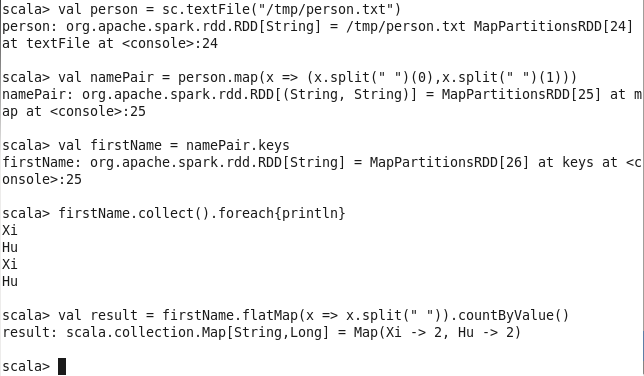 scala> val person = sc.textFile("/tmp/person.txt")
person: org.apache.spark.rdd.RDD[String] = /tmp/person.txt MapPartitionsRDD[24]
at textFile at <console>:24
scala> val namePair = person.map(x => (x.split(" ")(0),x.split(" ")(1)))
namePair: org.apache.spark.rdd.RDD[(String, String)] = MapPartitionsRDD[25] at m
ap at <console>:25
scala> val firstName = namePair.keys
firstName: org.apache.spark.rdd.RDD[String] = MapPartitionsRDD[26] at keys at <c
onsole>:25
scala> firstName.collect().foreach{println}
Xi
Hu
Xi
Hu
scala> val result = firstName.flatMap(x => x.split(" ")).countByValue()
result: scala.collection.Map[String,Long] = Map(Xi -> 2, Hu -> 2)
scala>